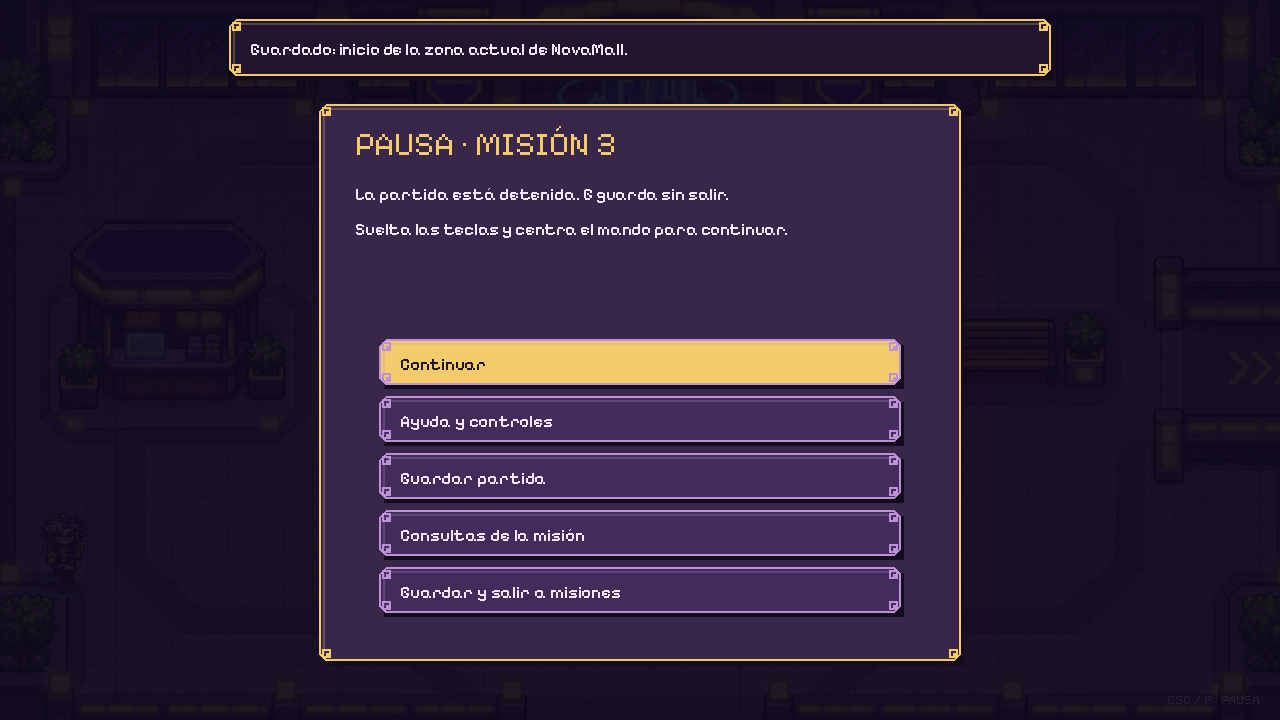 Guardado: inicio de la zona actual de NovaMall.
PAUSA · MISIÓN 3
La partida está detenida. G guarda sin salir.
Suelta las teclas y centra el mando para continuar.
Continuar
Ayuda y controles
Guardar partida
Consultas de la misión
Guardar y salir a misiones
ESC / P · PAUSA